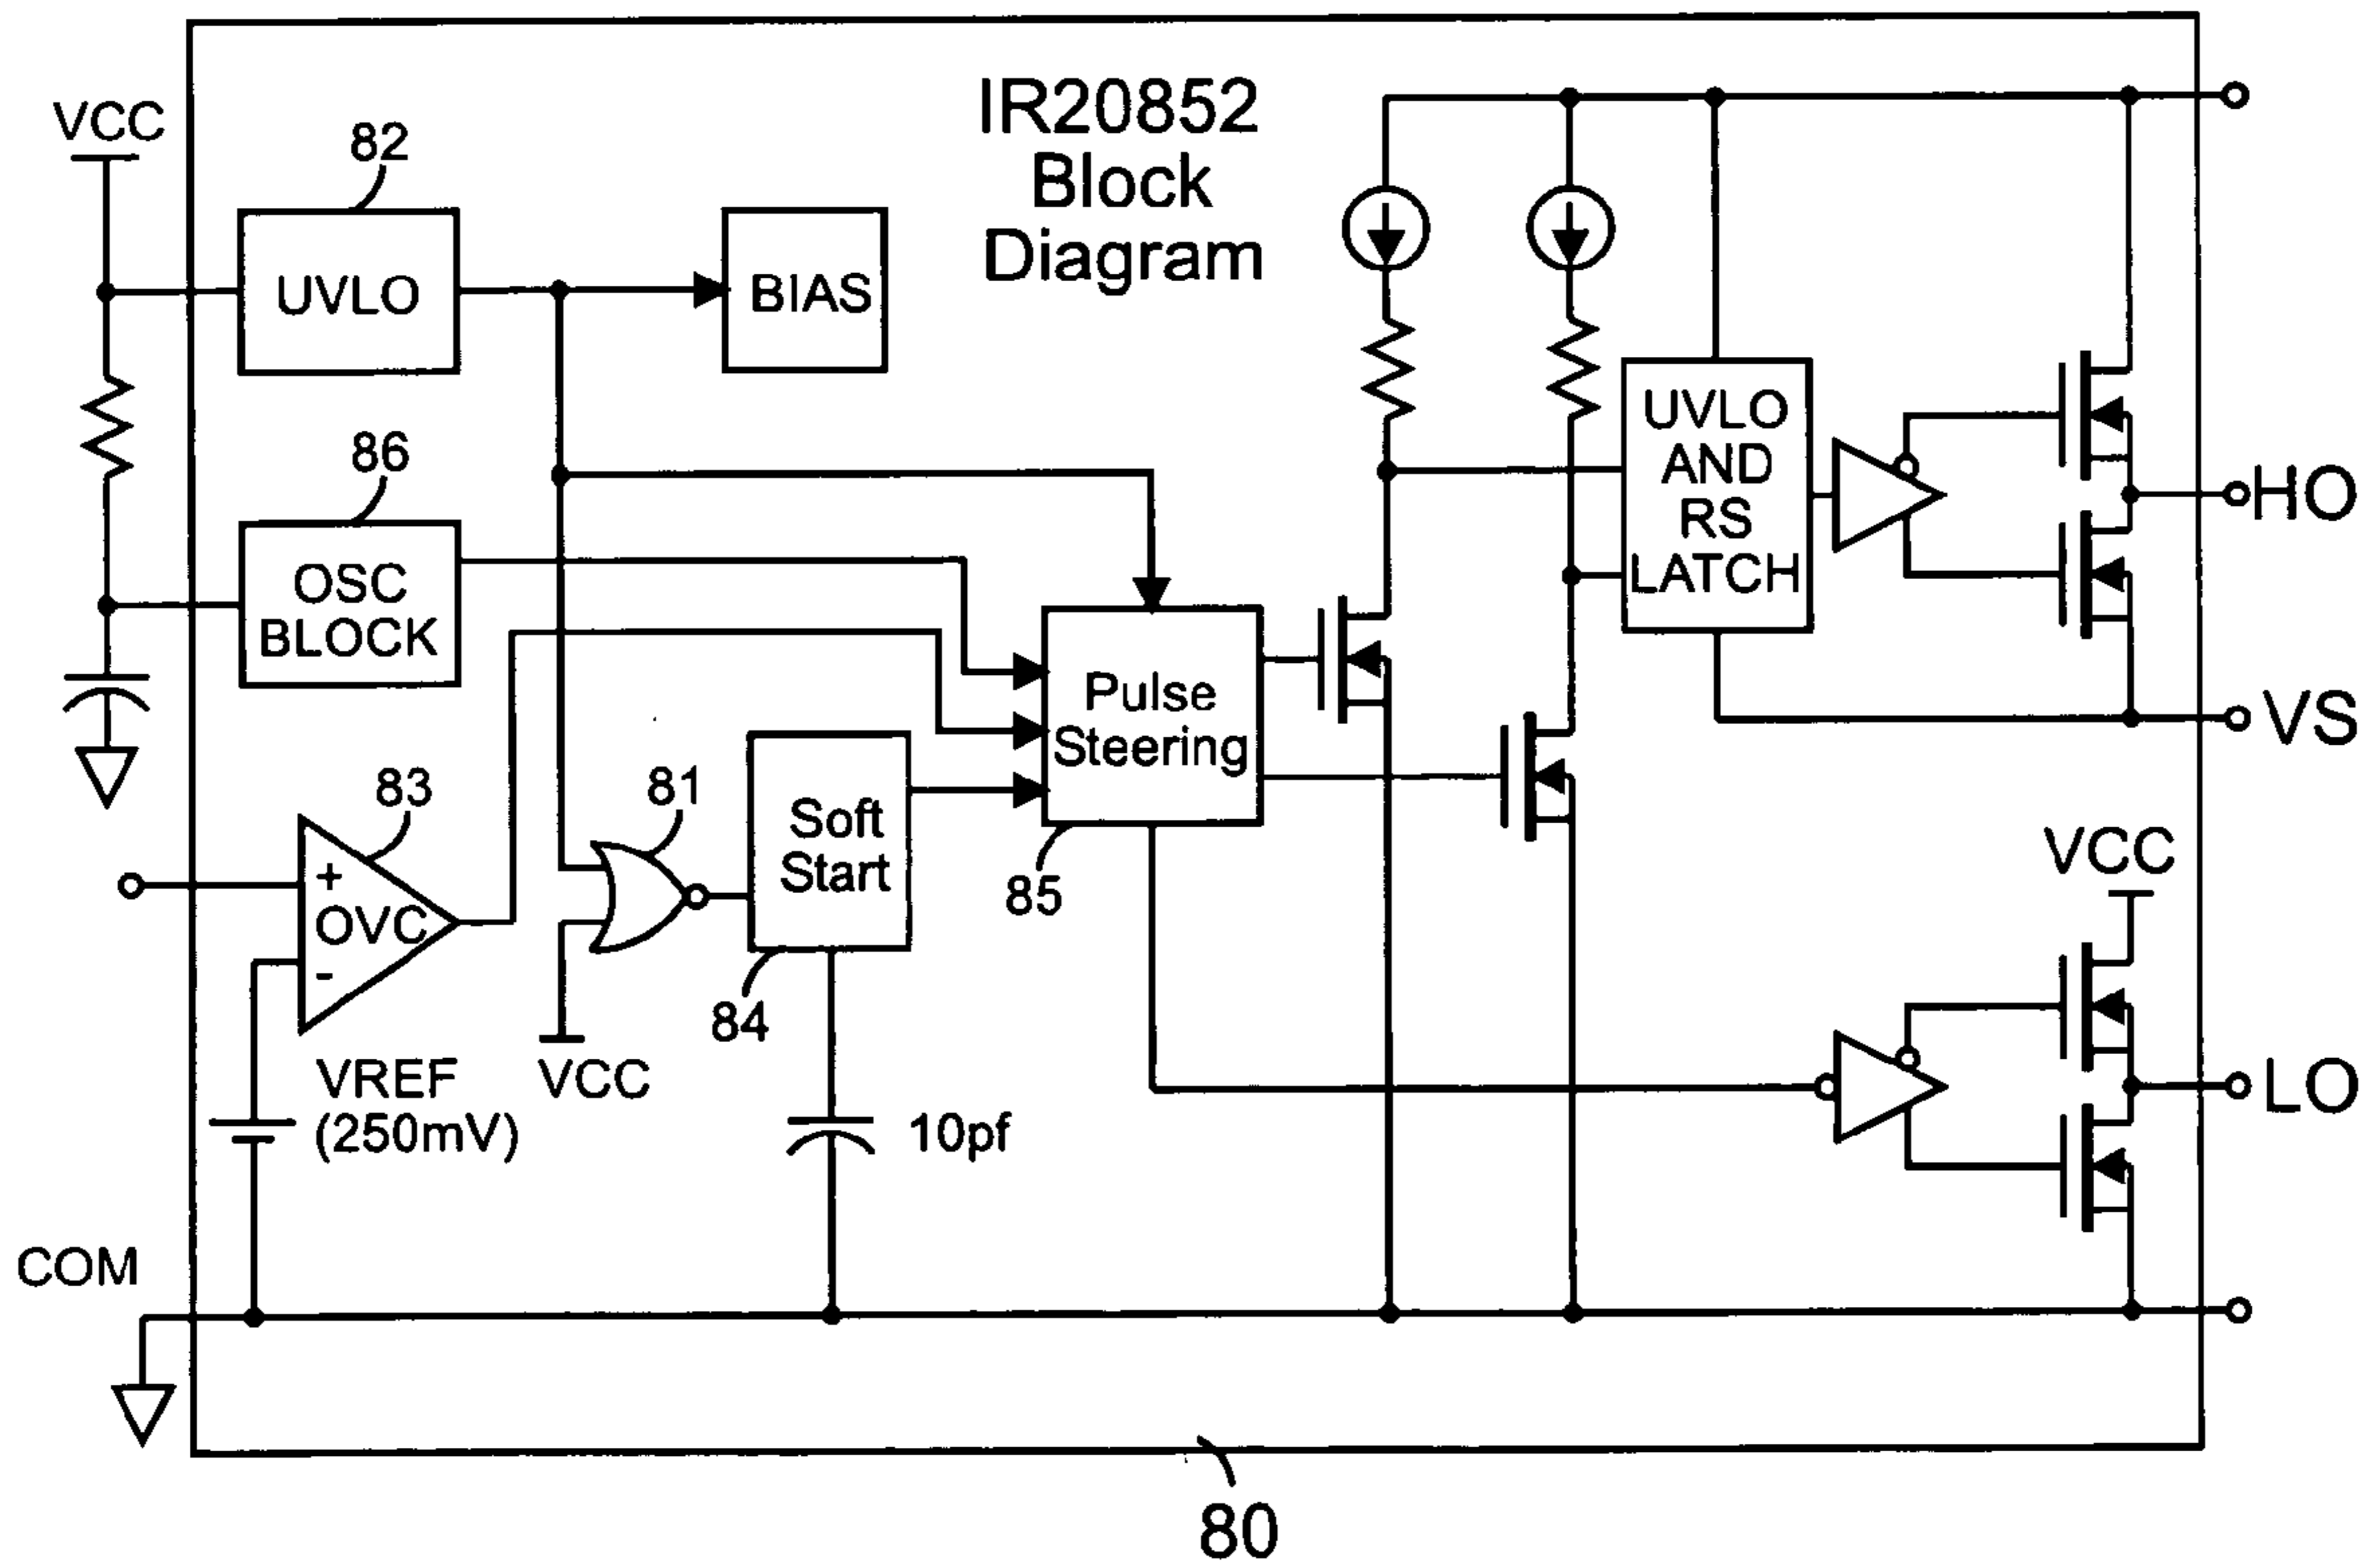 IR20852
Block
Diagram
VCC
82
UVLO
BIAS
86
OSC
BLOCK
UVLO
AND
RS
LATCH
HO
Pulse
Steering
VS
83
81
+
OVC
-
Soft
Start
85
84
VCC
VREF
(250mV)
VCC
10pf
LO
COM
80